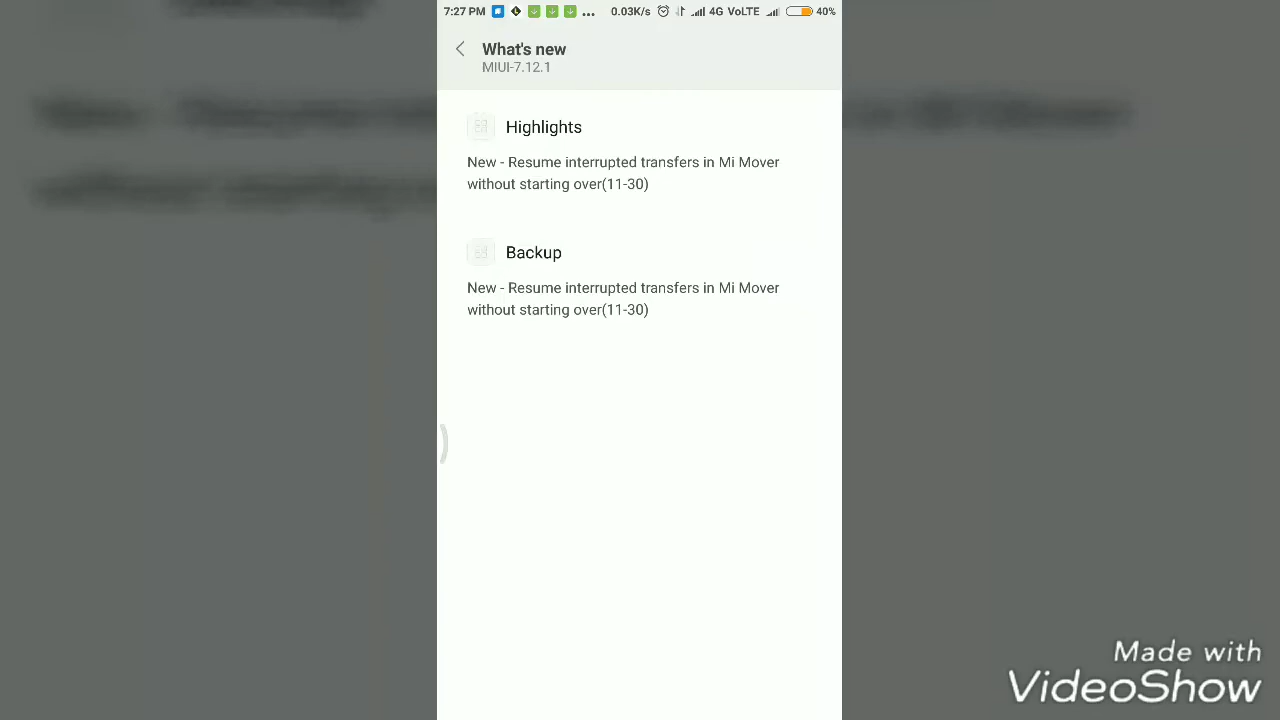 7:27 PM ... 0.03K/s 4G VoLTE 40%
What's new
MIUI-7.12.1
Highlights
New - Resume interrupted transfers in Mi Mover
without starting over(11-30)
Backup
New - Resume interrupted transfers in Mi Mover
without starting over(11-30)
Made with
VideoShow